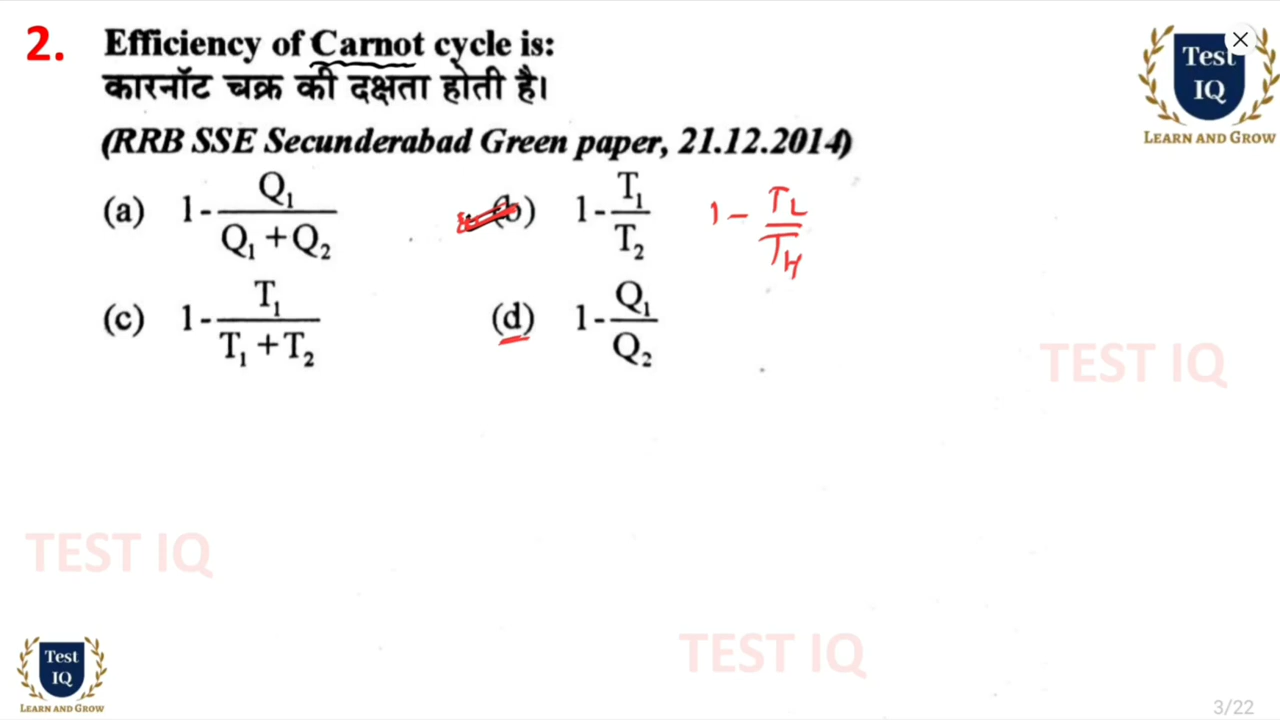 2. Efficiency of Carnot cycle is:
कारनॉट चक्र की दक्षता होती है।
(RRB SSE Secunderabad Green paper, 21.12.2014)
(a) 1 - Q₁ / Q₁ + Q₂
(b) 1 - T₁ / T₂
1 - T_L / T_H
(c) 1 - T₁ / T₁ + T₂
(d) 1 - Q₁ / Q₂
Test
IQ
LEARN AND GROW
TEST IQ
TEST IQ
TEST IQ
Test
IQ
LEARN AND GROW
3/22